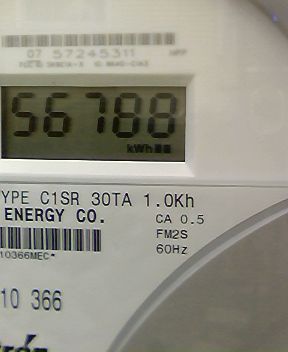 07 57245311
56788
kWh
YPE C1SR 30TA 1.0Kh
ENERGY CO.
CA 0.5
FM2S
60Hz
10366MEC*
10 366